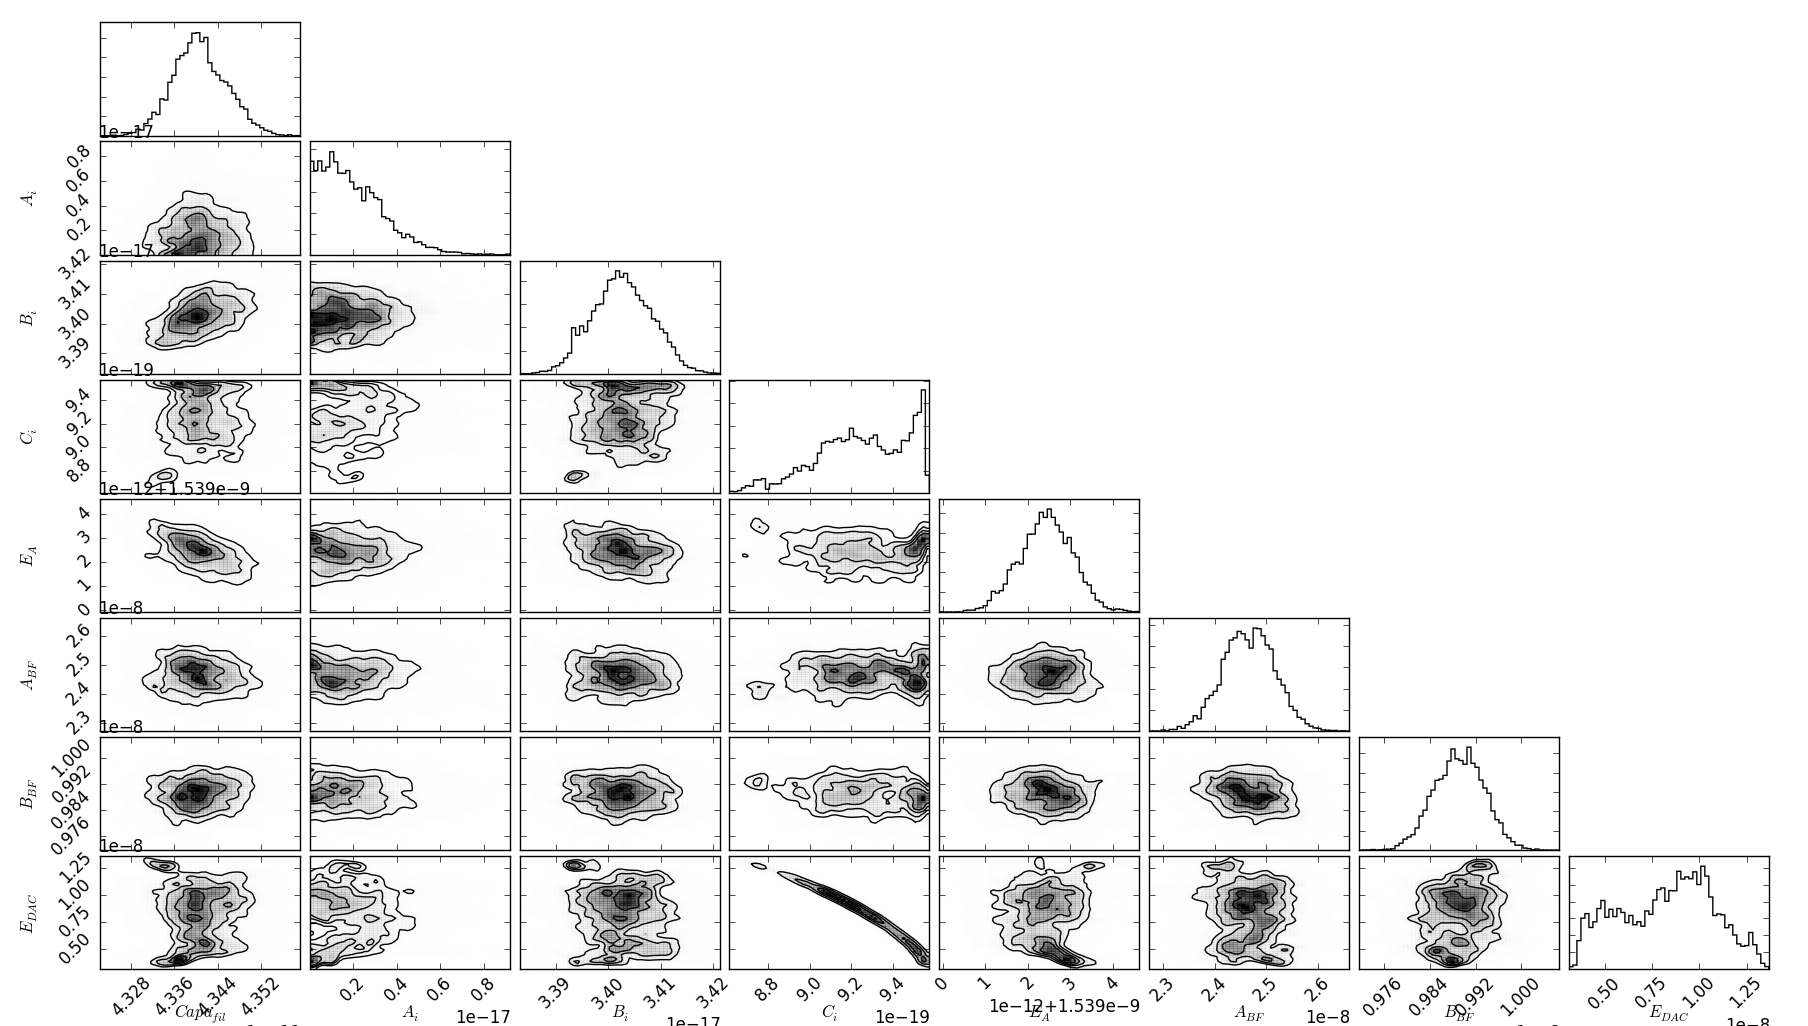 1e−17
A_i
0.8
0.6
0.4
0.2
1e−17
B_i
3.42
3.41
3.40
3.39
1e−19
C_i
9.4
9.2
9.0
8.8
1e−12+1.539e−9
E_A
4
3
2
1
0
1e−8
A_BF
2.6
2.5
2.4
2.3
1e−8
B_BF
1.000
0.992
0.984
0.976
1e−8
E_DAC
1.25
1.00
0.75
0.50
4.328 4.336 4.344 4.352
0.2 0.4 0.6 0.8
3.39 3.40 3.41 3.42
8.8 9.0 9.2 9.4
0 1 2 3 4
2.3 2.4 2.5 2.6
0.976 0.984 0.992 1.000
0.50 0.75 1.00 1.25
Capa_fil A_i B_i C_i E_A A_BF B_BF E_DAC
1e−17 1e−17 1e−19 1e−12+1.539e−9 1e−8 1e−8